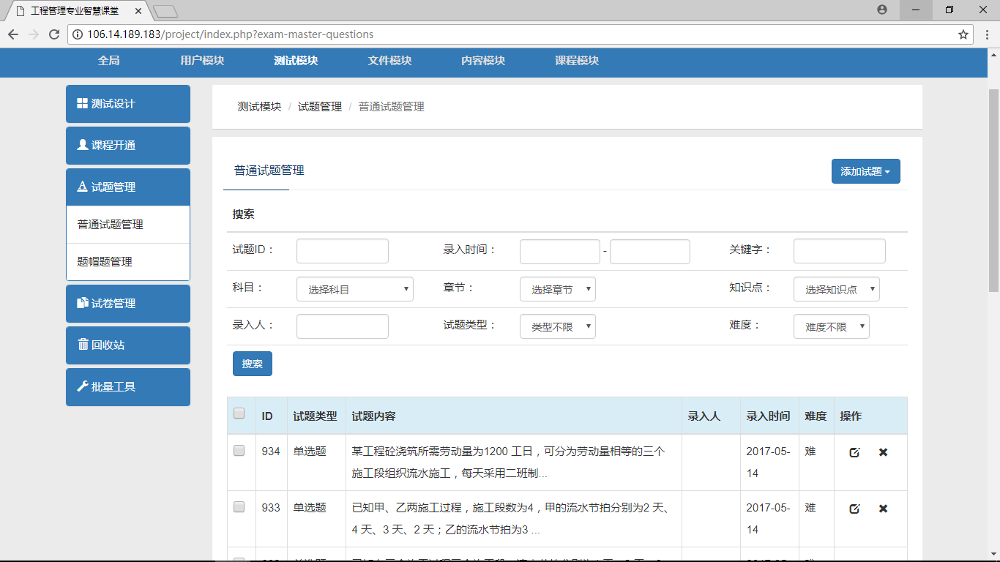 工程管理专业智慧课堂
106.14.189.183/project/index.php?exam-master-questions
全局 用户模块 测试模块 文件模块 内容模块 课程模块
测试设计
课程开通
试题管理
普通试题管理
题帽题管理
试卷管理
回收站
批量工具
测试模块 / 试题管理 / 普通试题管理
普通试题管理 添加试题
搜索
试题ID： 录入时间： - 关键字：
科目： 选择科目 章节： 选择章节 知识点： 选择知识点
录入人： 试题类型： 类型不限 难度： 难度不限
搜索
ID 试题类型 试题内容 录入人 录入时间 难度 操作
934 单选题 某工程砼浇筑所需劳动量为1200 工日，可分为劳动量相等的三个 2017-05- 难
施工段组织流水施工，每天采用二班制... 14
933 单选题 已知甲、乙两施工过程，施工段数为4，甲的流水节拍分别为2 天、 2017-05- 难
4 天、3 天、2 天；乙的流水节拍为3 ... 14